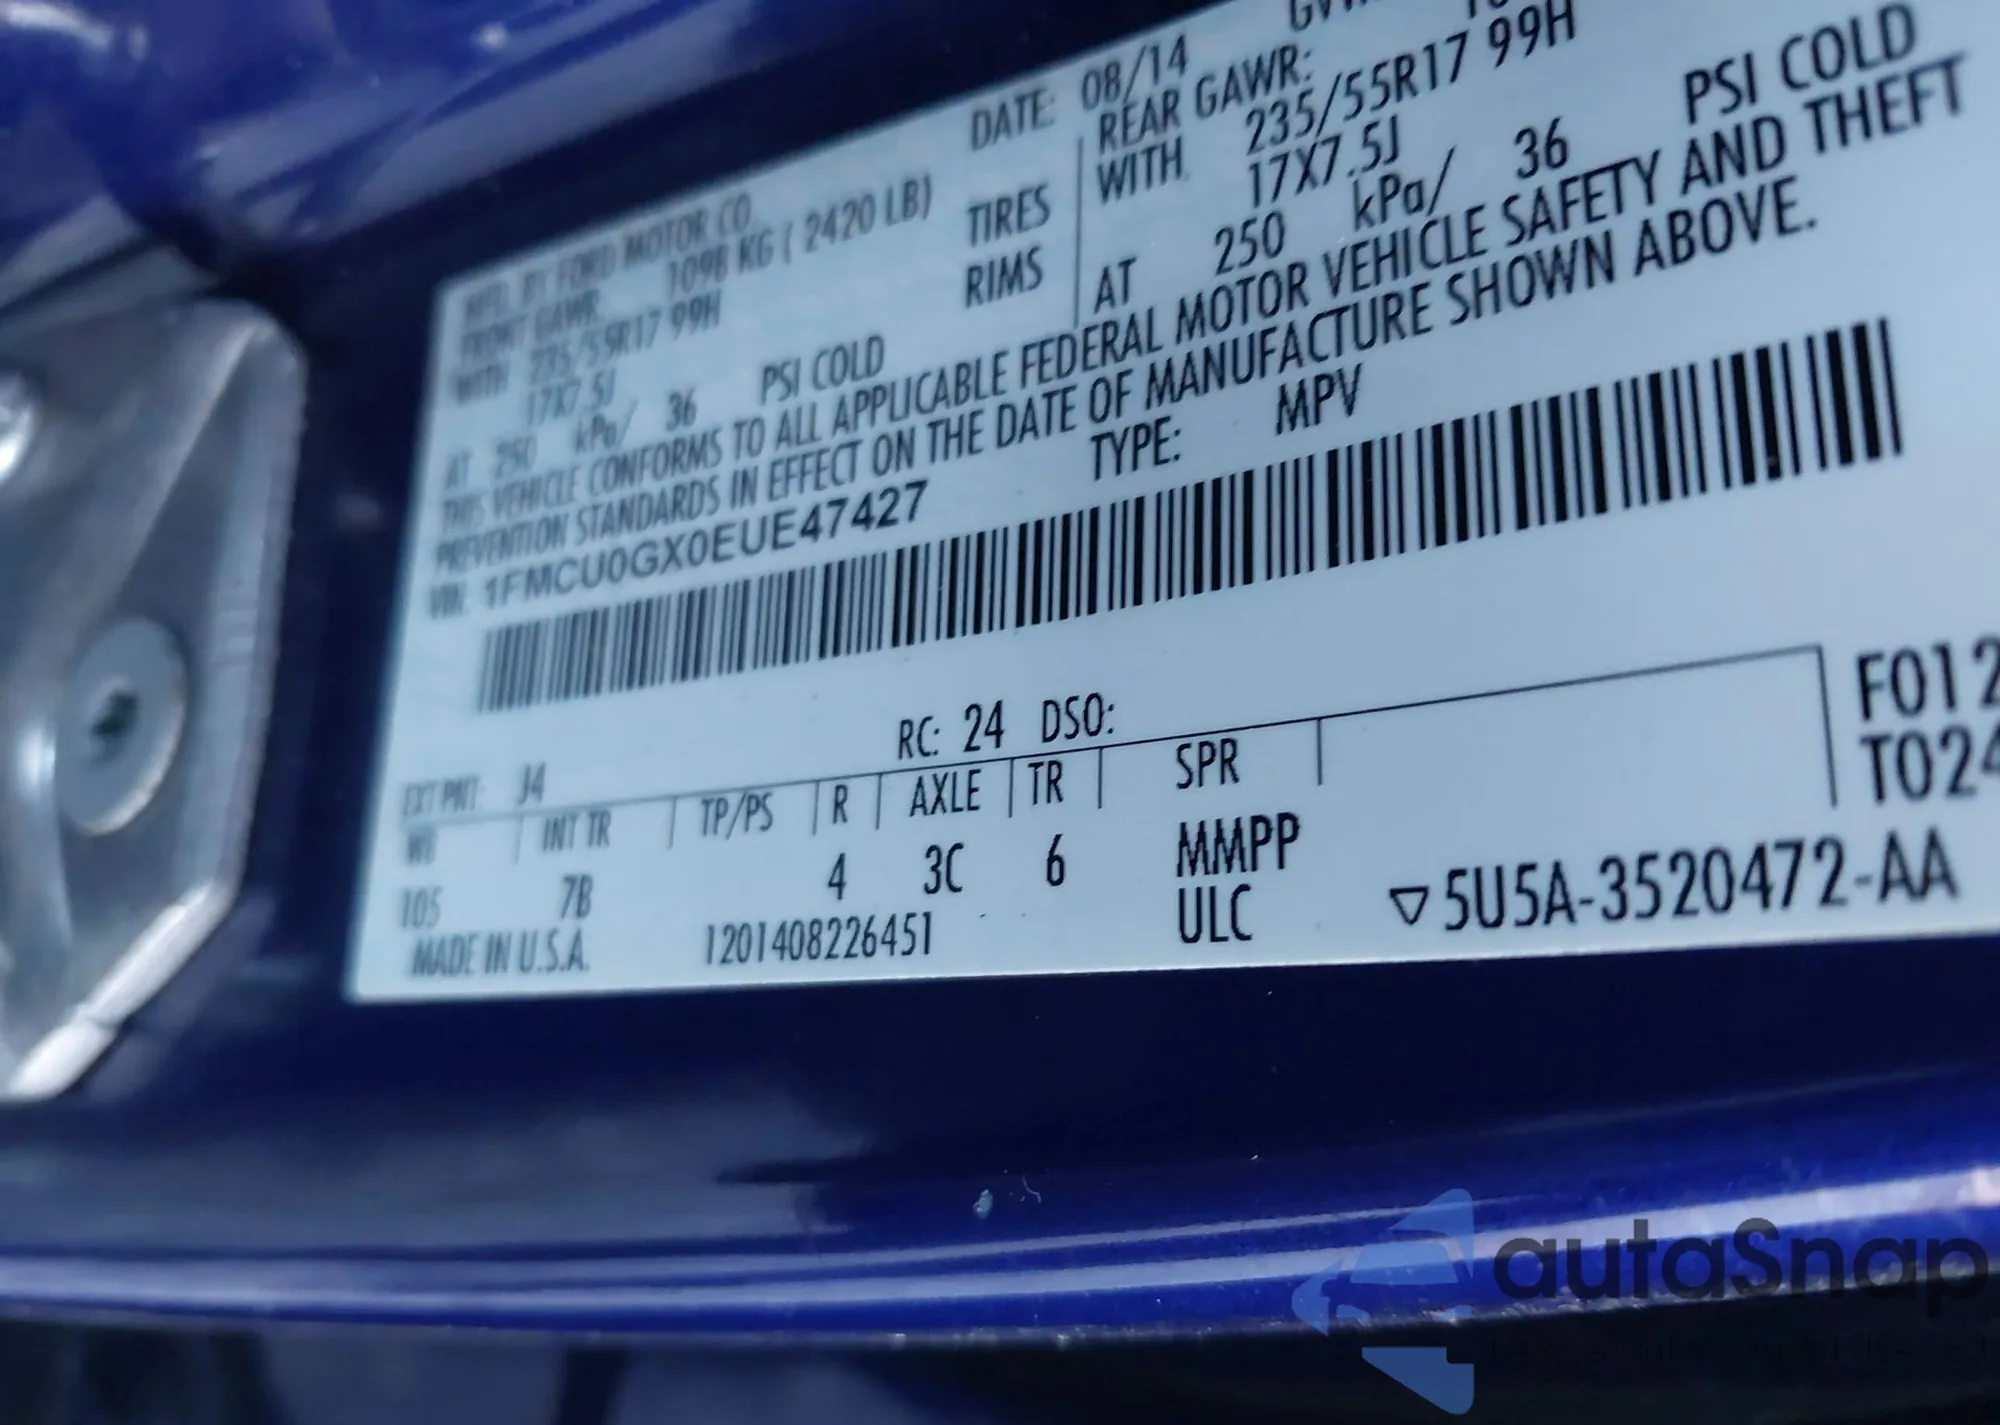 MFD. BY FORD MOTOR CO.
DATE: 08/14
FRONT GAWR: 1098 KG ( 2420 LB)
REAR GAWR:
WITH 235/55R17 99H
TIRES
WITH 235/55R17 99H
17X7.5J
RIMS
17X7.5J
AT 250 kPa/ 36 PSI COLD
AT 250 kPa/ 36 PSI COLD
THIS VEHICLE CONFORMS TO ALL APPLICABLE FEDERAL MOTOR VEHICLE SAFETY AND THEFT
PREVENTION STANDARDS IN EFFECT ON THE DATE OF MANUFACTURE SHOWN ABOVE.
VIN: 1FMCU0GX0EUE47427
TYPE: MPV
EXT PNT: J4
RC: 24 DSO:
WB INT TR TP/PS R AXLE TR SPR
105 7B 4 3C 6 MMPP
ULC
MADE IN U.S.A.
1201408226451
▽5U5A-3520472-AA
F012
T024
autoSnap